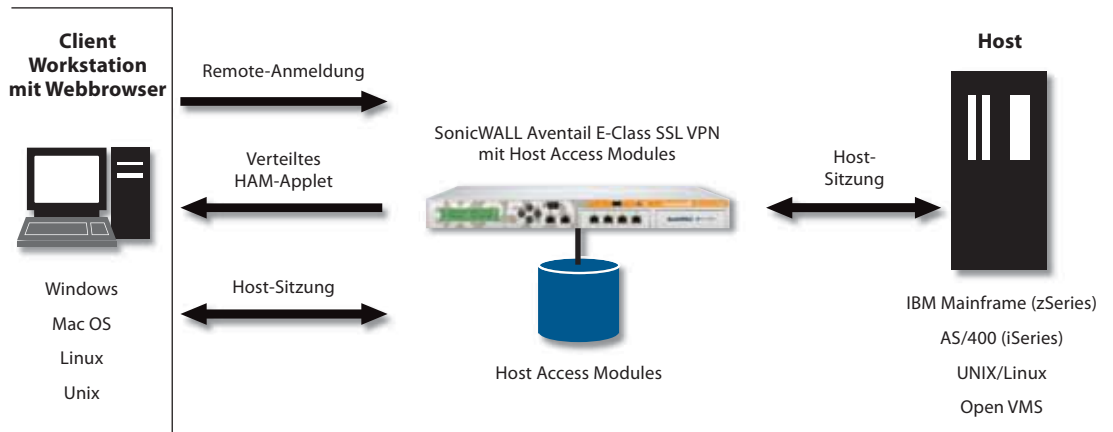 Client
Workstation
mit Webbrowser
Windows
Mac OS
Linux
Unix
Remote-Anmeldung
Verteiltes
HAM-Applet
Host-Sitzung
SonicWALL Aventail E-Class SSL VPN
mit Host Access Modules
Host Access Modules
Host-
Sitzung
Host
IBM Mainframe (zSeries)
AS/400 (iSeries)
UNIX/Linux
Open VMS